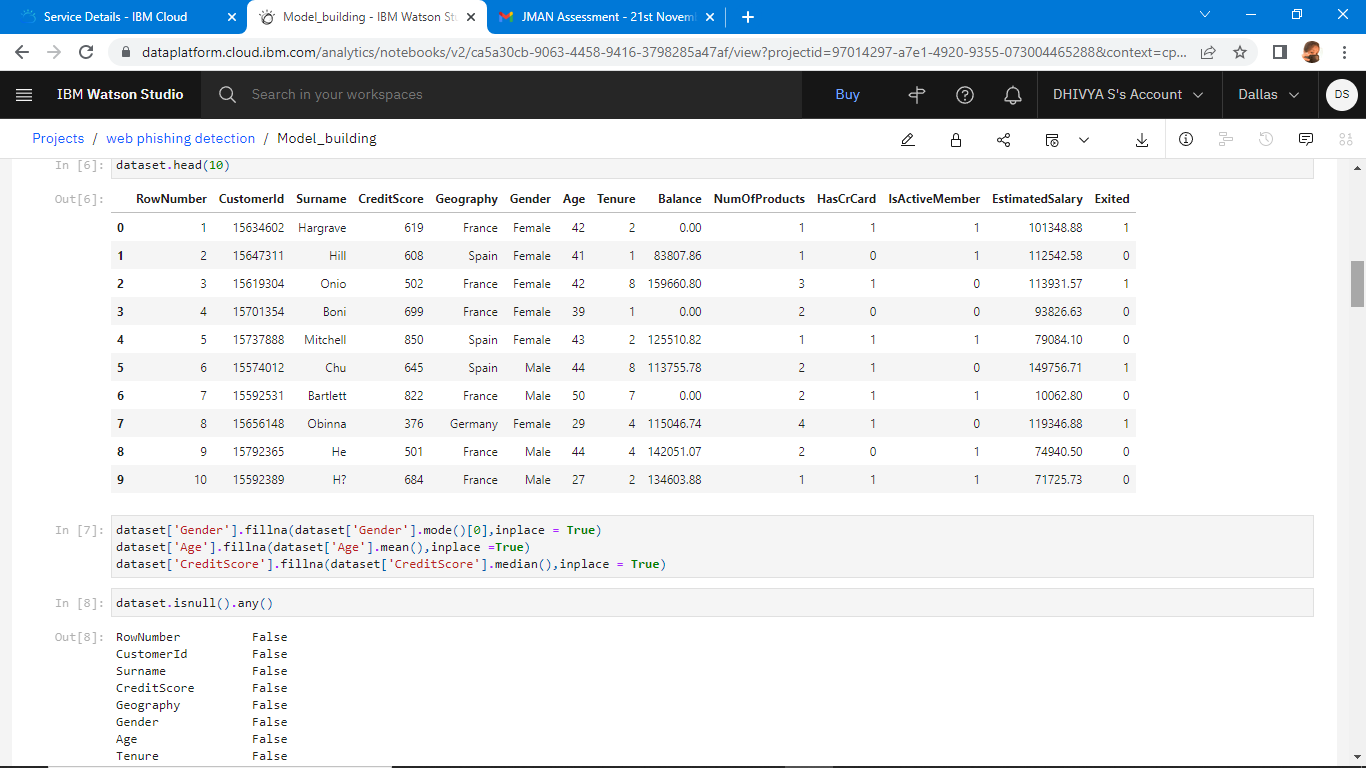 Service Details - IBM Cloud
Model_building - IBM Watson Stu
JMAN Assessment - 21st Novem
dataplatform.cloud.ibm.com/analytics/notebooks/v2/ca5a30cb-9063-4458-9416-3798285a47af/view?projectid=97014297-a7e1-4920-9355-073004465288&context=cp...
IBM Watson Studio
Search in your workspaces
Buy
DHIVYA S's Account
Dallas
DS
Projects / web phishing detection / Model_building
In [6]: dataset.head(10)
Out[6]: RowNumber CustomerId Surname CreditScore Geography Gender Age Tenure Balance NumOfProducts HasCrCard IsActiveMember EstimatedSalary Exited
0 1 15634602 Hargrave 619 France Female 42 2 0.00 1 1 1 101348.88 1
1 2 15647311 Hill 608 Spain Female 41 1 83807.86 1 0 1 112542.58 0
2 3 15619304 Onio 502 France Female 42 8 159660.80 3 1 0 113931.57 1
3 4 15701354 Boni 699 France Female 39 1 0.00 2 0 0 93826.63 0
4 5 15737888 Mitchell 850 Spain Female 43 2 125510.82 1 1 1 79084.10 0
5 6 15574012 Chu 645 Spain Male 44 8 113755.78 2 1 0 149756.71 1
6 7 15592531 Bartlett 822 France Male 50 7 0.00 2 1 1 10062.80 0
7 8 15656148 Obinna 376 Germany Female 29 4 115046.74 4 1 0 119346.88 1
8 9 15792365 He 501 France Male 44 4 142051.07 2 0 1 74940.50 0
9 10 15592389 H? 684 France Male 27 2 134603.88 1 1 1 71725.73 0
In [7]: dataset['Gender'].fillna(dataset['Gender'].mode()[0],inplace = True)
dataset['Age'].fillna(dataset['Age'].mean(),inplace =True)
dataset['CreditScore'].fillna(dataset['CreditScore'].median(),inplace = True)
In [8]: dataset.isnull().any()
Out[8]: RowNumber False
CustomerId False
Surname False
CreditScore False
Geography False
Gender False
Age False
Tenure False